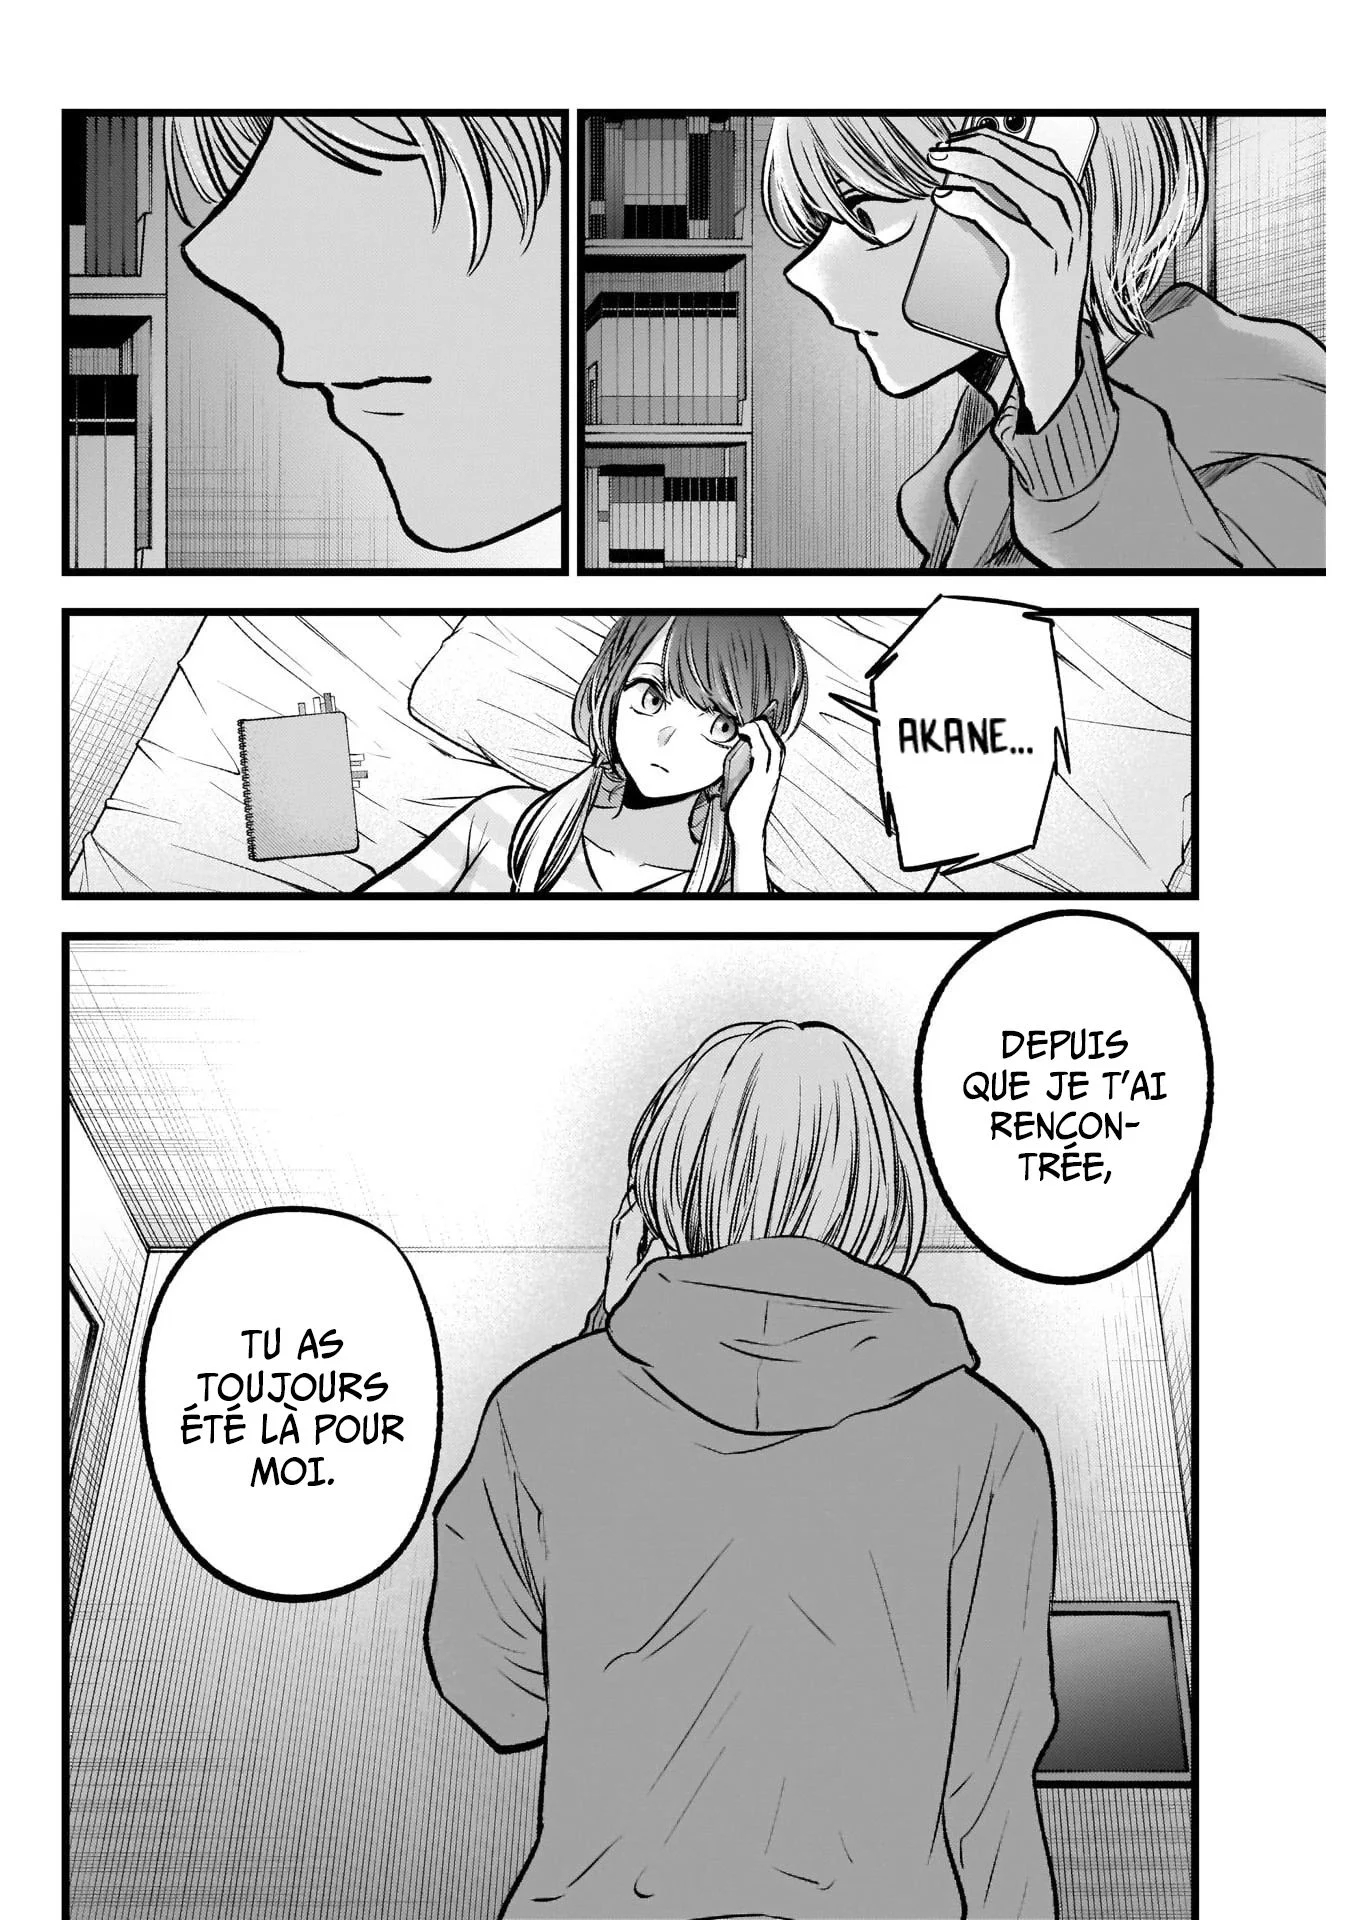 AKANE...
DEPUIS
QUE JE T'AI
RENCON-
TRÉE,
TU AS
TOUJOURS
ÉTÉ LÀ POUR
MOI.